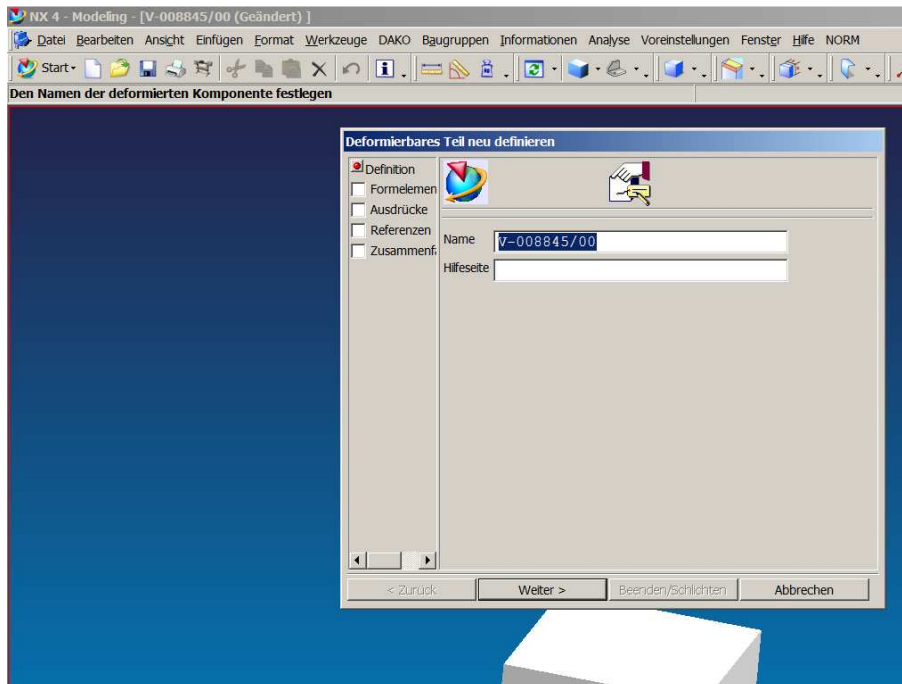 NX 4 - Modeling - [V-008845/00 (Geändert) ]
Datei Bearbeiten Ansicht Einfügen Format Werkzeuge DAKO Baugruppen Informationen Analyse Voreinstellungen Fenster Hilfe NORM
Start
Den Namen der deformierten Komponente festlegen
Deformierbares Teil neu definieren
Definition
Formelemen
Ausdrücke
Referenzen
Zusammenfa
Name V-008845/00
Hilfeseite
< Zurück Weiter > Beenden/Schlichten Abbrechen